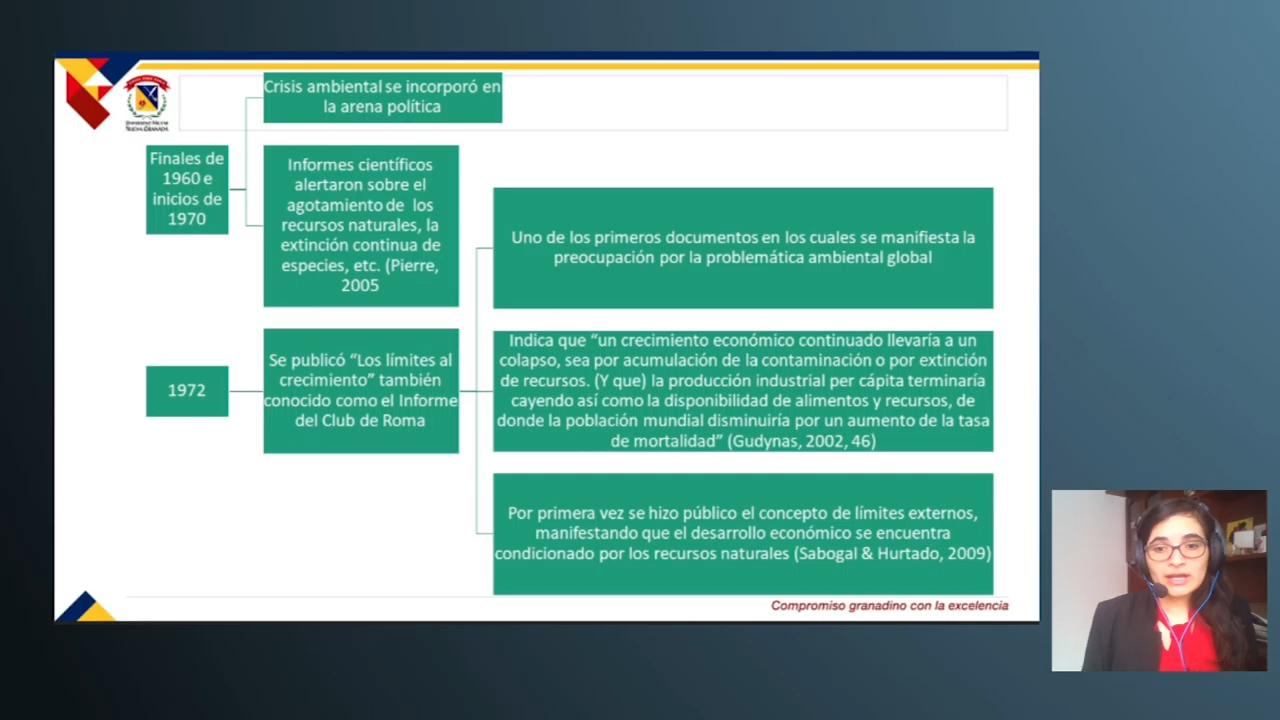 Crisis ambiental se incorporó en
la arena política
UNIVERSIDAD MILITAR
NUEVA GRANADA
Finales de
1960 e
inicios de
1970
Informes científicos
alertaron sobre el
agotamiento de los
recursos naturales, la
extinción continua de
especies, etc. (Pierre,
2005
1972
Se publicó “Los límites al
crecimiento” también
conocido como el Informe
del Club de Roma
Uno de los primeros documentos en los cuales se manifiesta la
preocupación por la problemática ambiental global
Indica que “un crecimiento económico continuado llevaría a un
colapso, sea por acumulación de la contaminación o por extinción
de recursos. (Y que) la producción industrial per cápita terminaría
cayendo así como la disponibilidad de alimentos y recursos, de
donde la población mundial disminuiría por un aumento de la tasa
de mortalidad” (Gudynas, 2002, 46)
Por primera vez se hizo público el concepto de límites externos,
manifestando que el desarrollo económico se encuentra
condicionado por los recursos naturales (Sabogal & Hurtado, 2009)
Compromiso granadino con la excelencia